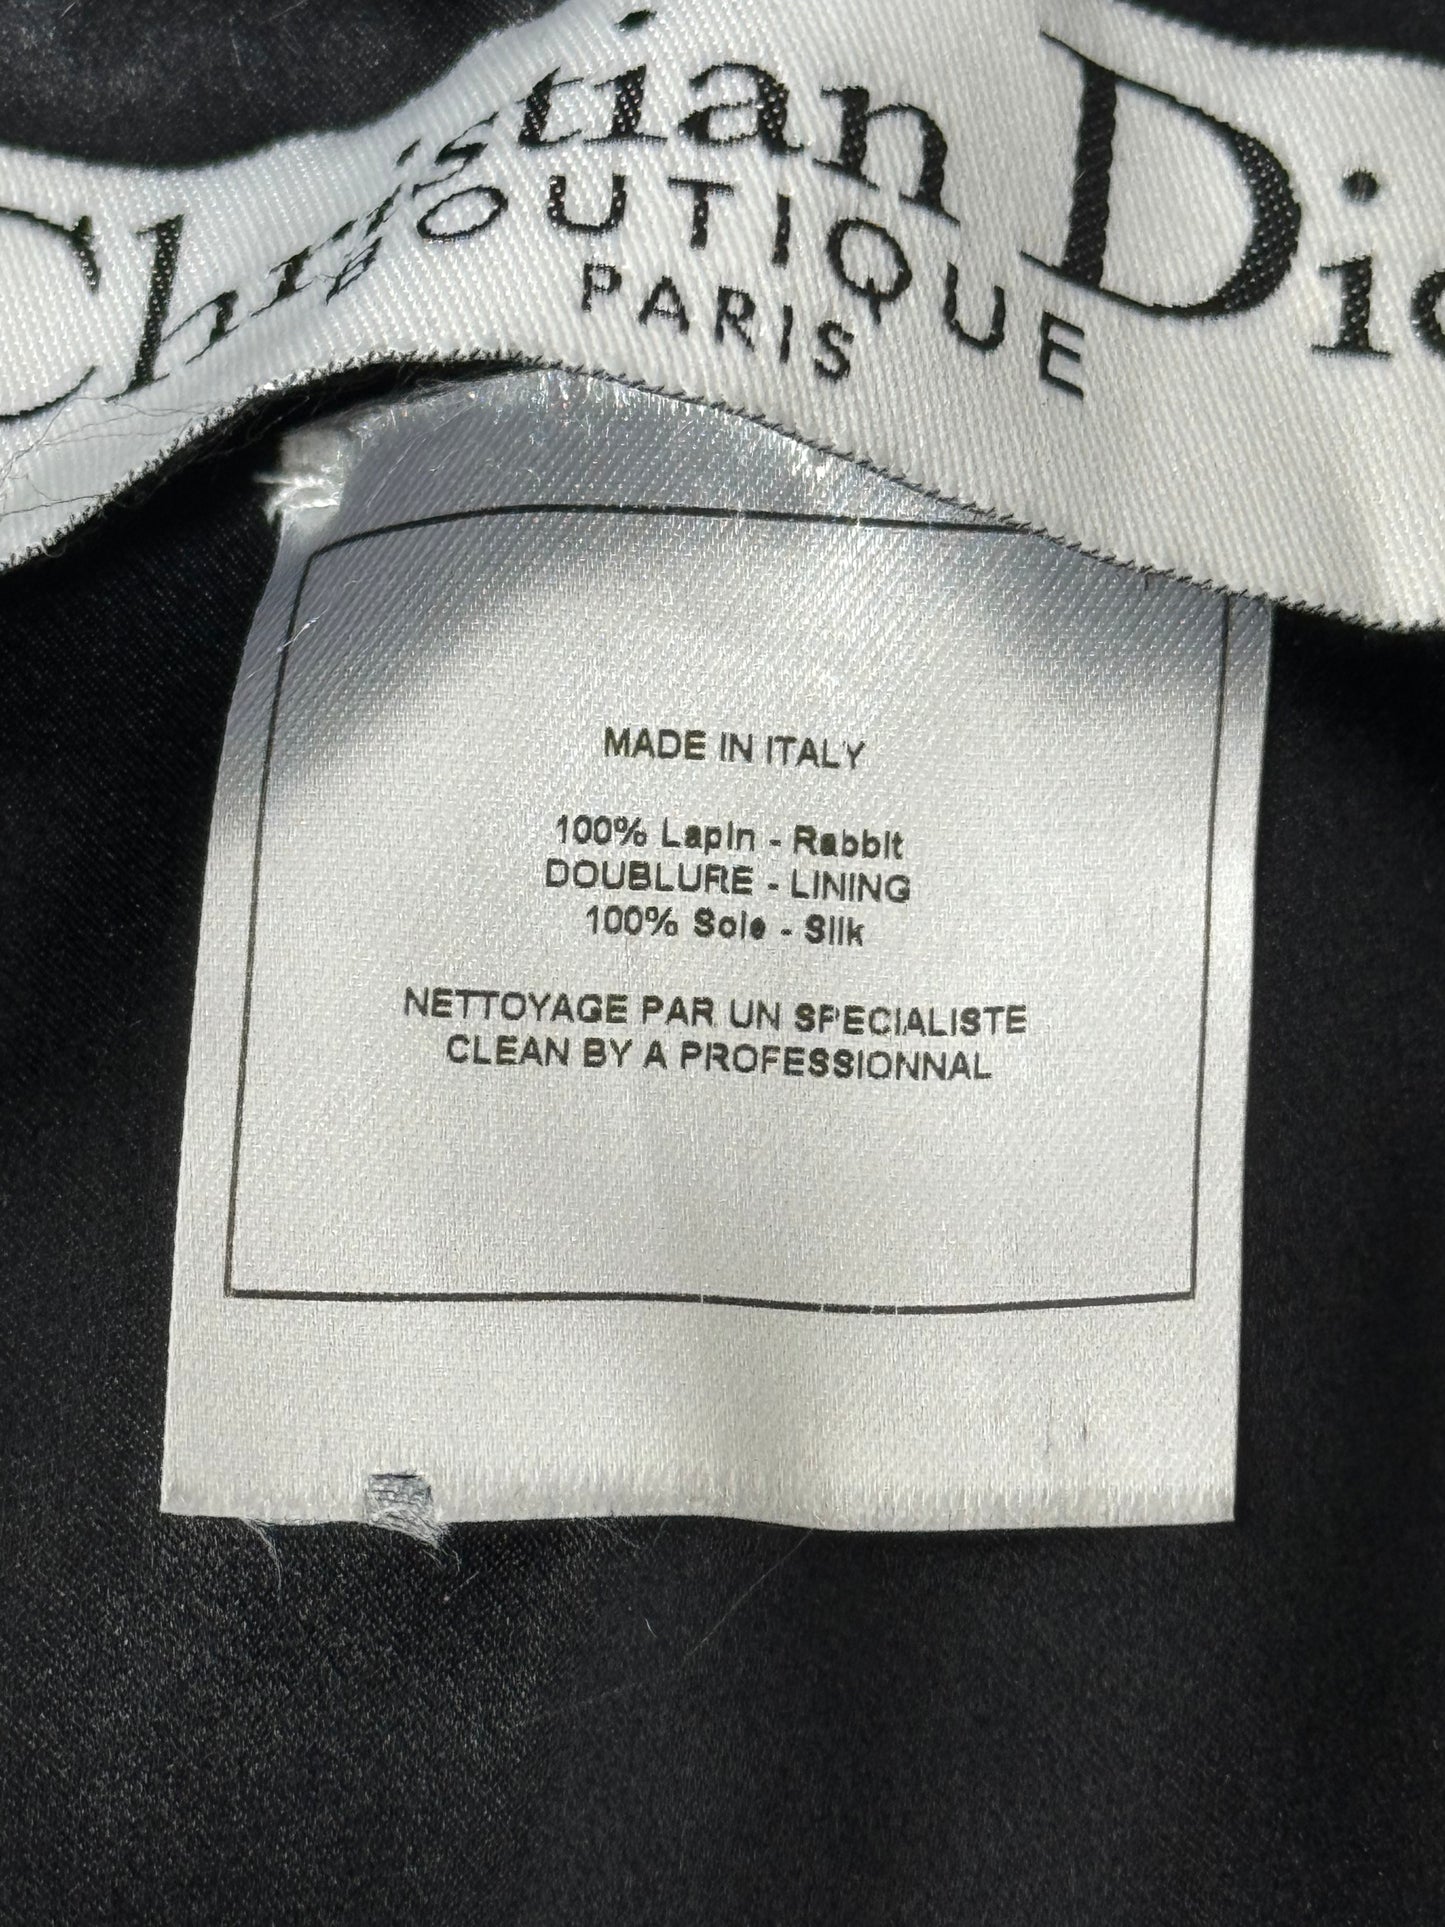 Christian Dio
BOUTIQUE
PARIS
MADE IN ITALY
100% Lapin - Rabbit
DOUBLURE - LINING
100% Soie - Silk
NETTOYAGE PAR UN SPECIALISTE
CLEAN BY A PROFESSIONNAL